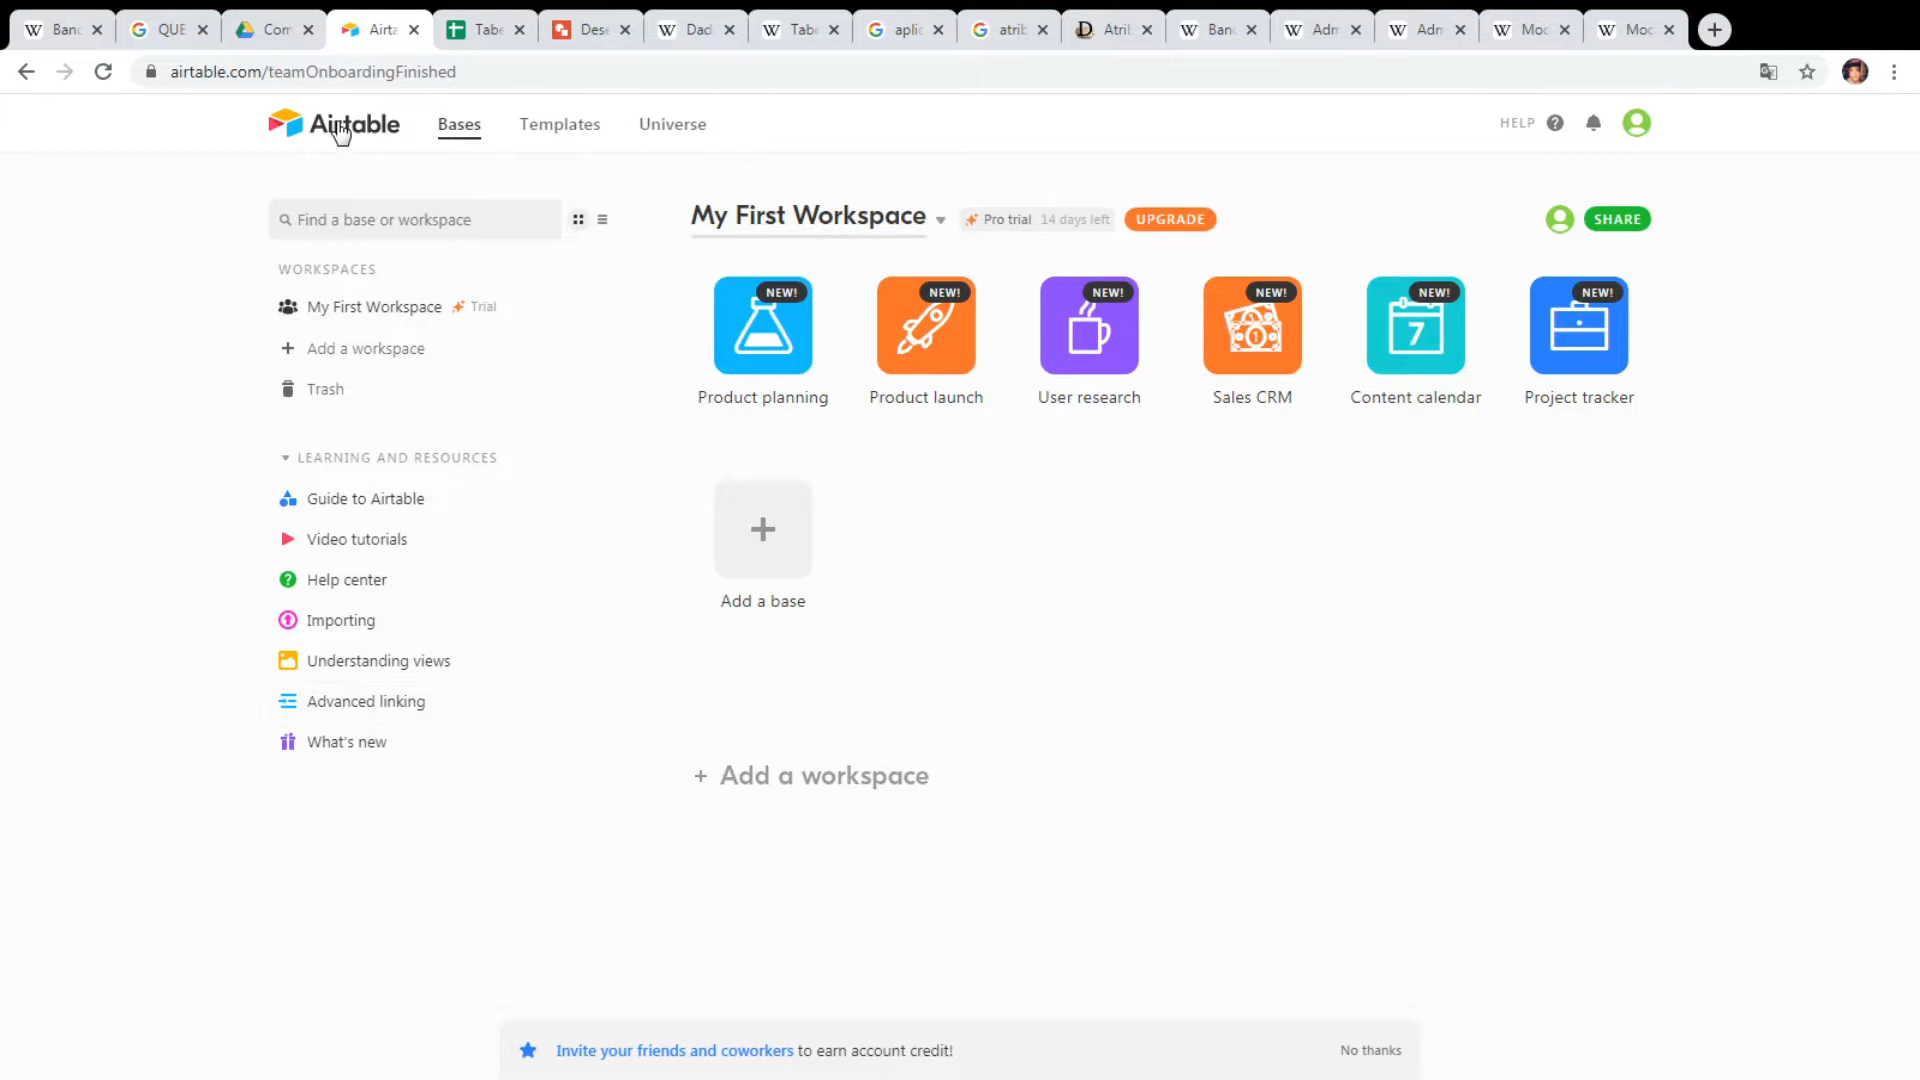 Banc QUE Com Airta Tabe Dese Dad Tabe aplic atrib Atril Banc Adm Adm Moc Moc
airtable.com/teamOnboardingFinished
Airtable Bases Templates Universe HELP
Find a base or workspace
My First Workspace Pro trial 14 days left UPGRADE SHARE
WORKSPACES
My First Workspace Trial
Add a workspace
Trash
LEARNING AND RESOURCES
Guide to Airtable
Video tutorials
Help center
Importing
Understanding views
Advanced linking
What's new
NEW! NEW! NEW! NEW! NEW! NEW!
1 7
Product planning Product launch User research Sales CRM Content calendar Project tracker
+
Add a base
+ Add a workspace
Invite your friends and coworkers to earn account credit! No thanks